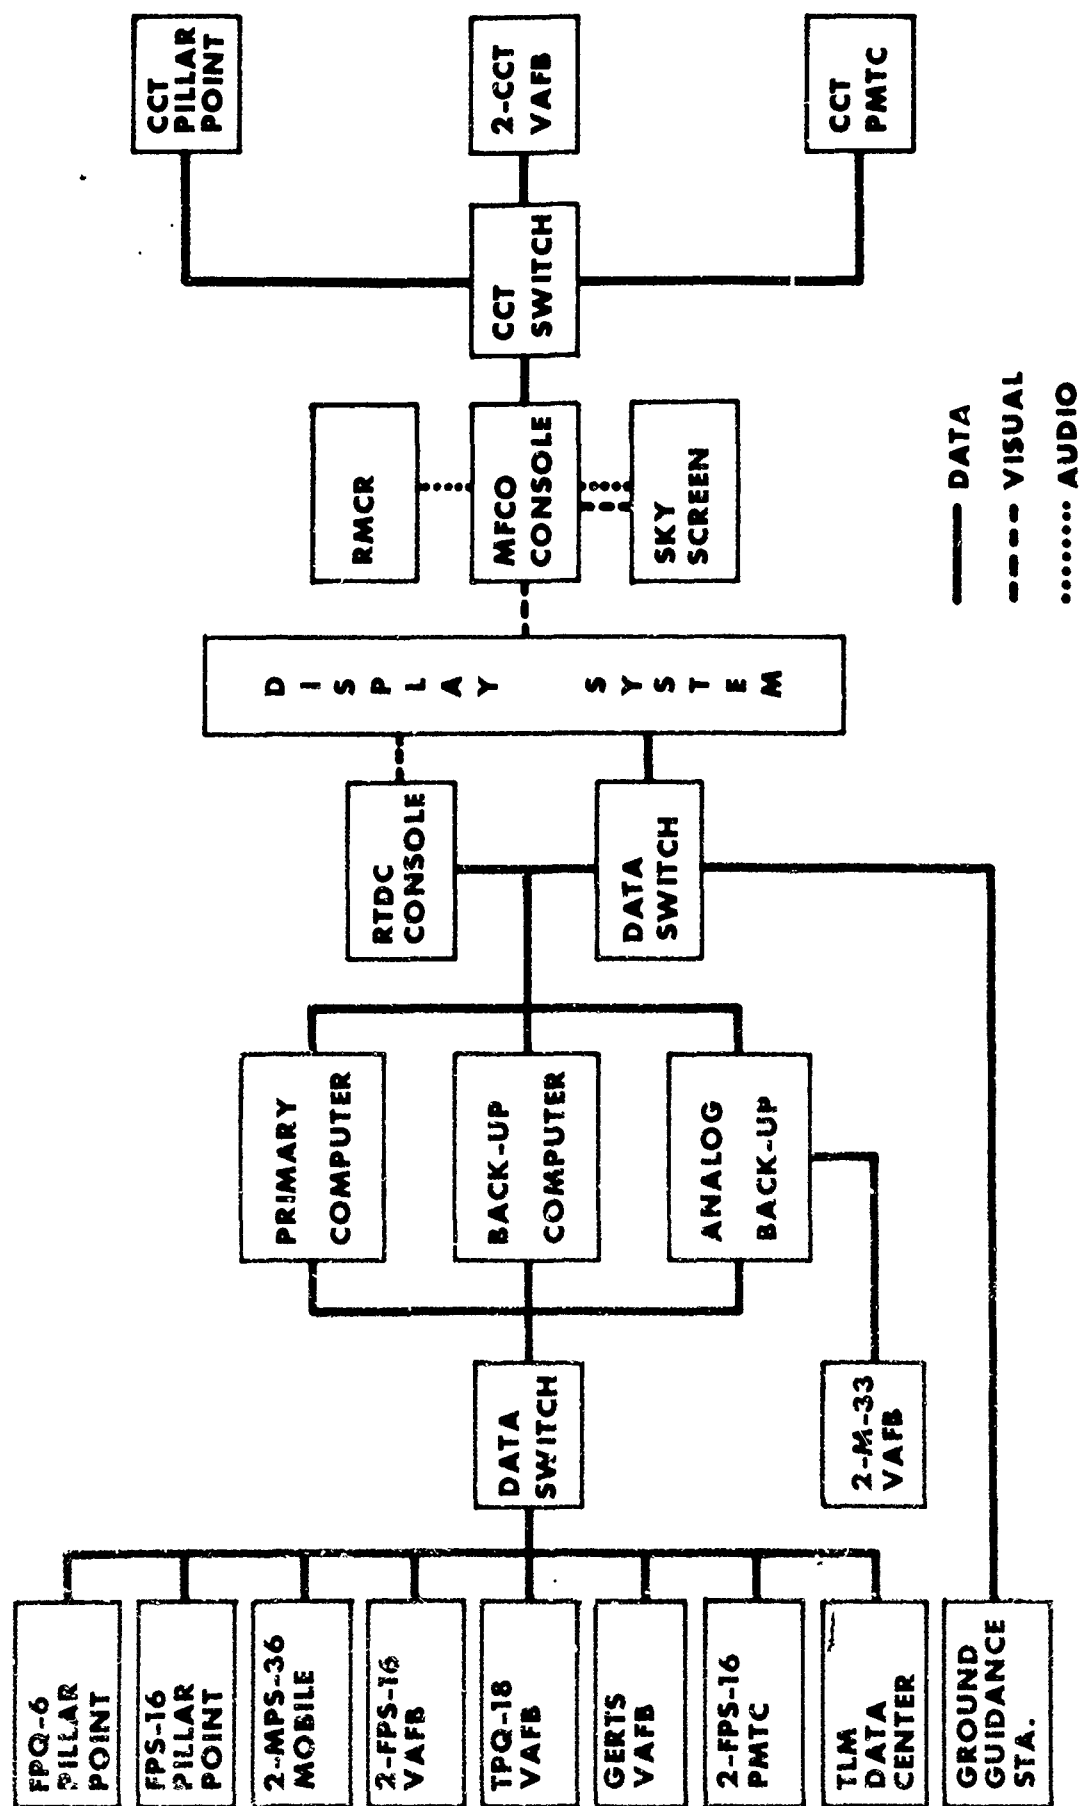 FPQ-6
PILLAR
POINT
FPS-16
PILLAR
POINT
2-MPS-36
MOBILE
2-FPS-16
VAFB
TPQ-18
VAFB
GERTS
VAFB
2-FPS-16
PMTC
TLM
DATA
CENTER
GROUND
GUIDANCE
STA.
DATA
SWITCH
2-M-33
VAFB
PRIMARY
COMPUTER
BACK-UP
COMPUTER
ANALOG
BACK-UP
RTDC
CONSOLE
DATA
SWITCH
DISPLAY SYSTEM
RMCR
MFCO
CONSOLE
SKY
SCREEN
CCT
SWITCH
CCT
PILLAR
POINT
2-CCT
VAFB
CCT
PMTC
DATA
VISUAL
AUDIO